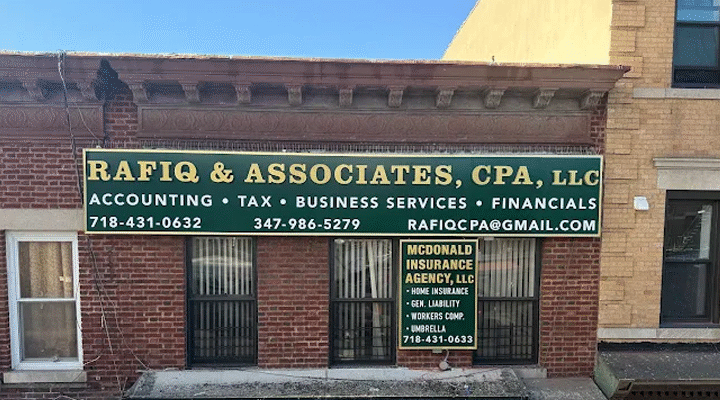 RAFIQ & ASSOCIATES, CPA, LLC
ACCOUNTING • TAX • BUSINESS SERVICES • FINANCIALS
718-431-0632 347-986-5279 RAFIQCPA@GMAIL.COM
MCDONALD
INSURANCE
AGENCY, LLC
• HOME INSURANCE
• GEN. LIABILITY
• WORKERS COMP.
• UMBRELLA
718-431-0633